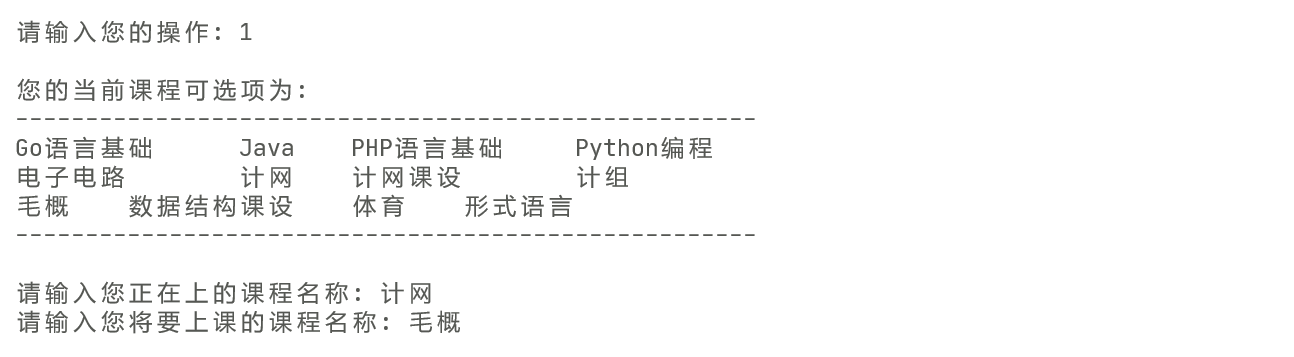 请输入您的操作: 1
您的当前课程可选项为:
-----------------------------------------------------
Go语言基础 Java PHP语言基础 Python编程
电子电路 计网 计网课设 计组
毛概 数据结构课设 体育 形式语言
-----------------------------------------------------
请输入您正在上的课程名称: 计网
请输入您将要上课的课程名称: 毛概